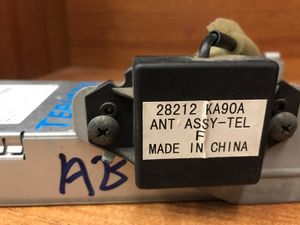 28212 KA90A
ANT ASSY-TEL
F
MADE IN CHINA
AB